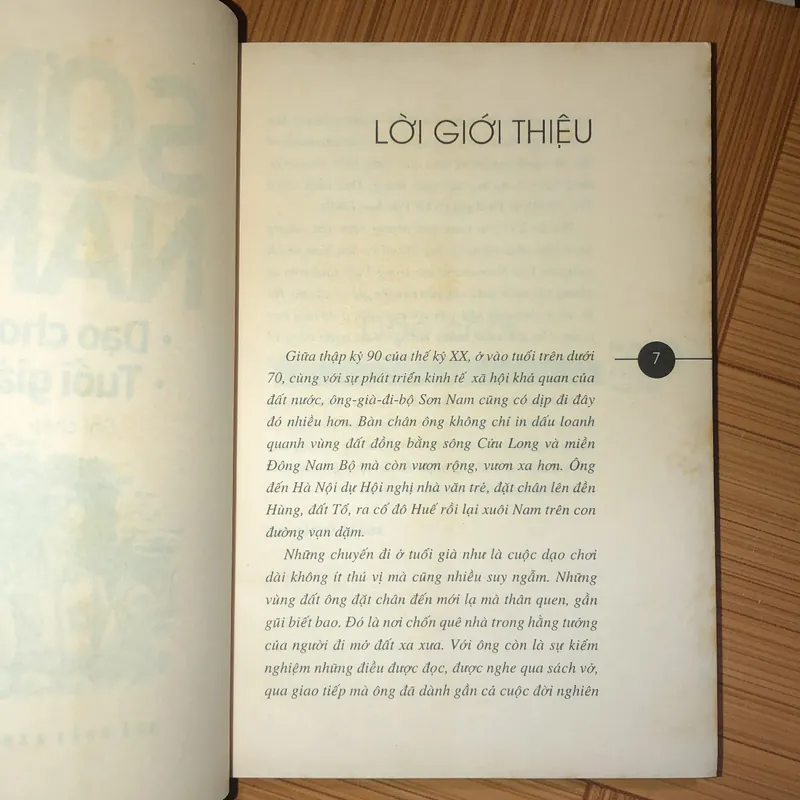 LỜI GIỚI THIỆU
Giữa thập kỷ 90 của thế kỷ XX, ở vào tuổi trên dưới
70, cùng với sự phát triển kinh tế xã hội khả quan của
đất nước, ông-già-đi-bộ Sơn Nam cũng có dịp đi đây
đó nhiều hơn. Bàn chân ông không chỉ in dấu loanh
quanh vùng đất đồng bằng sông Cửu Long và miền
Đông Nam Bộ mà còn vươn rộng, vươn xa hơn. Ông
đến Hà Nội dự Hội nghị nhà văn trẻ, đặt chân lên đền
Hùng, đất Tổ, ra cố đô Huế rồi lại xuôi Nam trên con
đường vạn dặm.
Những chuyến đi ở tuổi già như là cuộc dạo chơi
dài không ít thú vị mà cũng nhiều suy ngẫm. Những
vùng đất ông đặt chân đến mới lạ mà thân quen, gần
gũi biết bao. Đó là nơi chốn quê nhà trong hằng tưởng
của người đi mở đất xa xưa. Với ông còn là sự kiểm
nghiệm những điều được đọc, được nghe qua sách vở,
qua giao tiếp mà ông đã dành gần cả cuộc đời nghiên
7